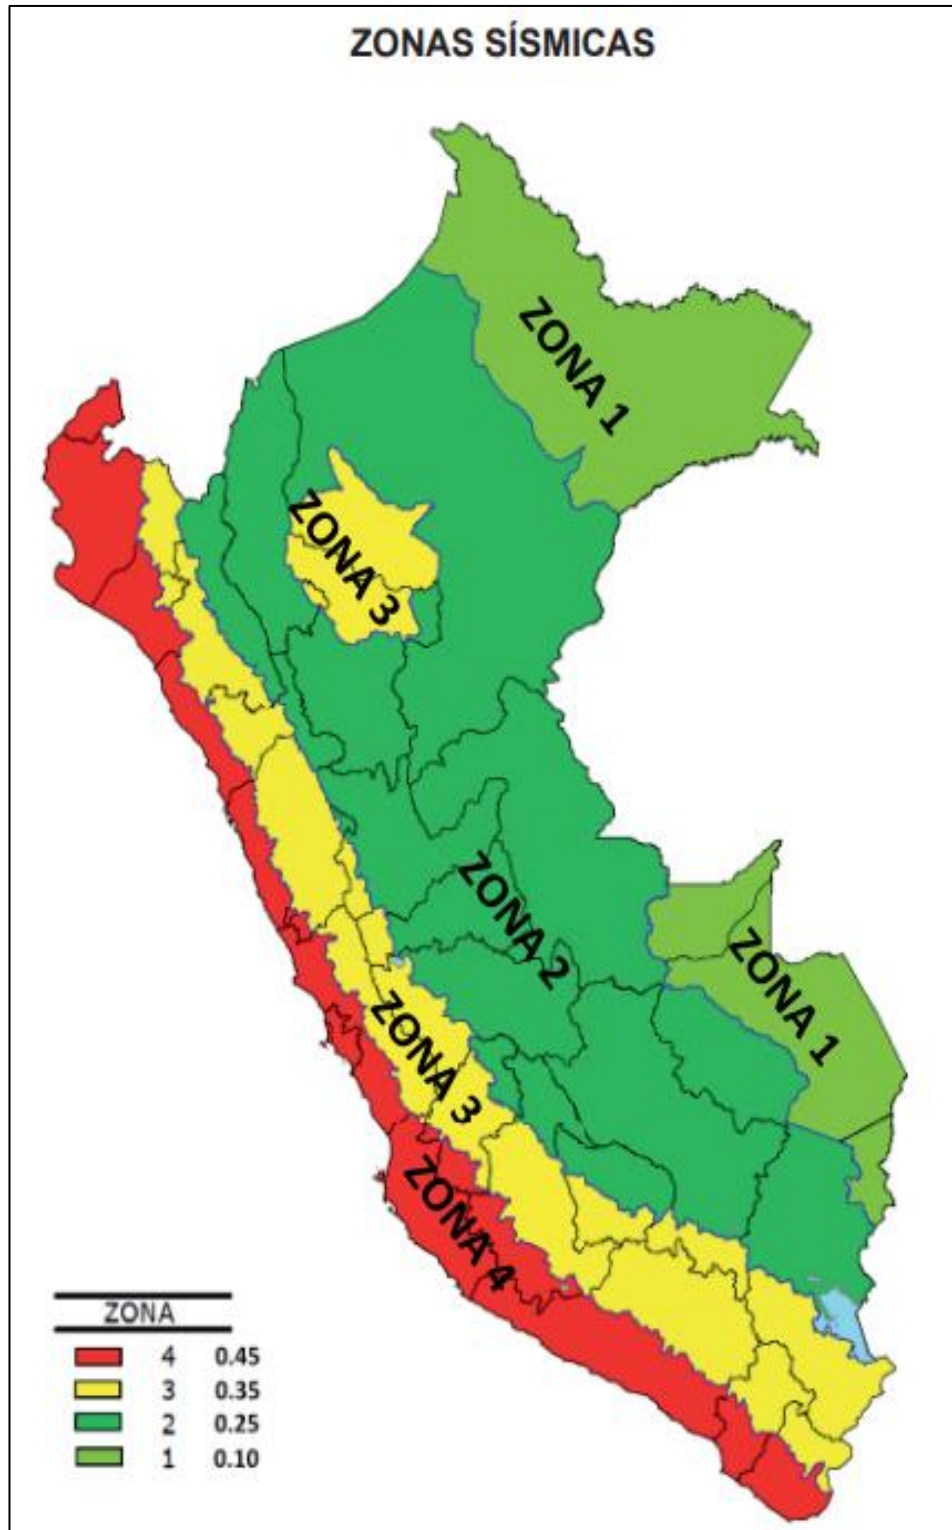 ZONAS SÍSMICAS
ZONA 1
ZONA 3
ZONA 2
ZONA 1
ZONA 3
ZONA 4
ZONA
4 0.45
3 0.35
2 0.25
1 0.10